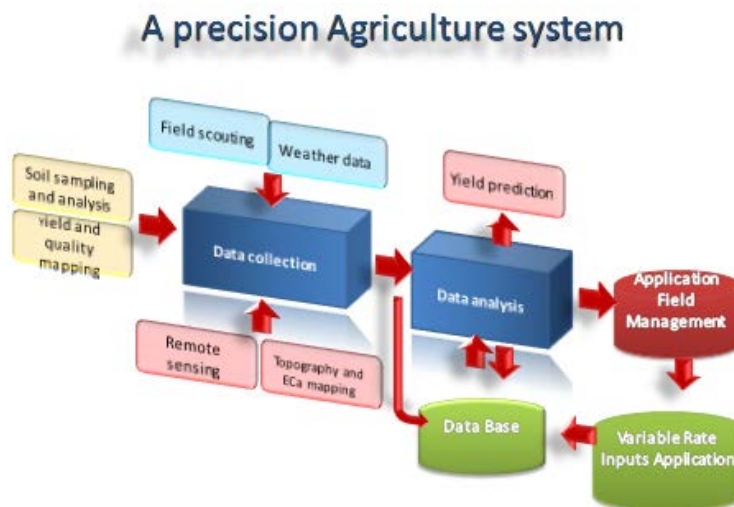 A precision Agriculture system
Field scouting
Weather data
Soil sampling
and analysis
Yield and
quality
mapping
Yield prediction
Data collection
Data analysis
Application
Field
Management
Remote
sensing
Topography and
ECa mapping
Data Base
Variable Rate
Inputs Application